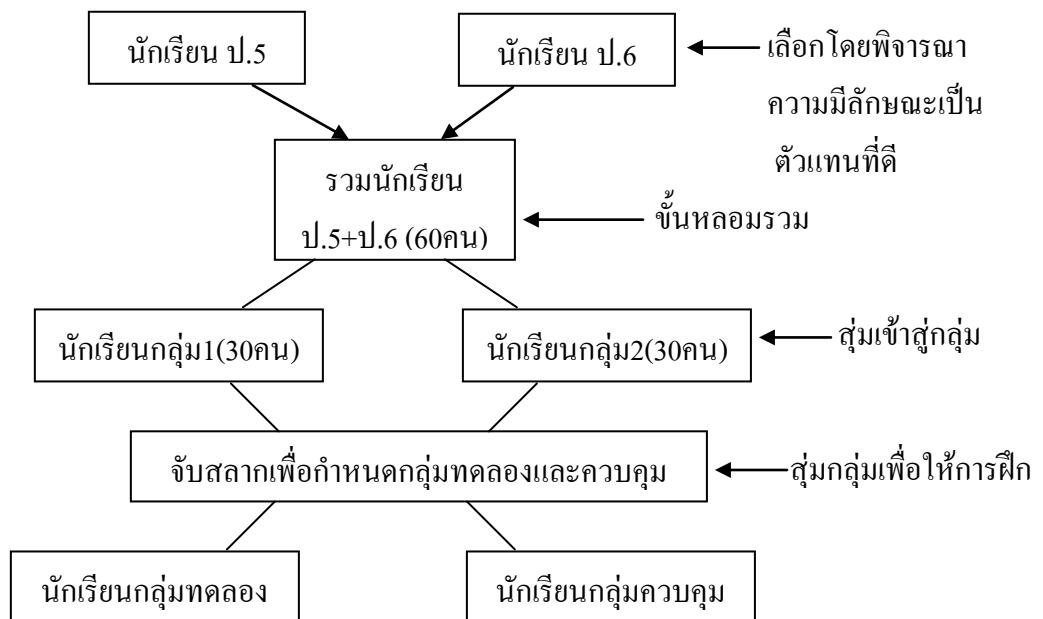 นักเรียน ป.5
นักเรียน ป.6
เลือกโดยพิจารณา
ความมีลักษณะเป็น
ตัวแทนที่ดี
รวมนักเรียน
ป.5+ป.6 (60คน)
ขั้นหลอมรวม
นักเรียนกลุ่ม1(30คน)
นักเรียนกลุ่ม2(30คน)
สุ่มเข้าสู่กลุ่ม
จับสลากเพื่อกำหนดกลุ่มทดลองและควบคุม
สุ่มกลุ่มเพื่อให้การฝึก
นักเรียนกลุ่มทดลอง
นักเรียนกลุ่มควบคุม